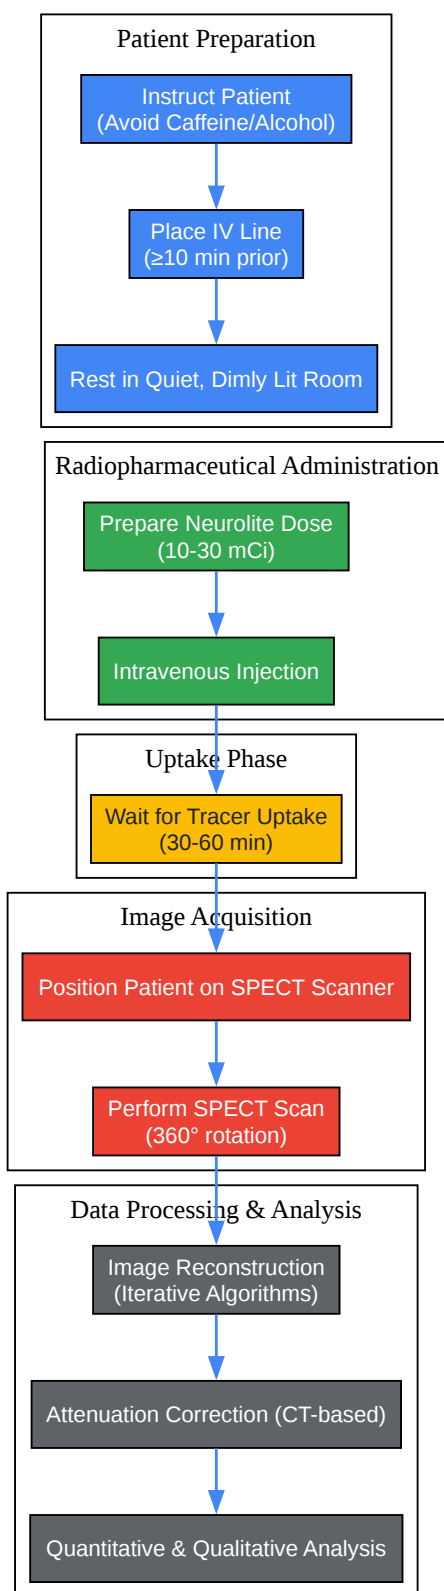 Patient Preparation
Instruct Patient
(Avoid Caffeine/Alcohol)
Place IV Line
(≥10 min prior)
Rest in Quiet, Dimly Lit Room
Radiopharmaceutical Administration
Prepare Neurolite Dose
(10-30 mCi)
Intravenous Injection
Uptake Phase
Wait for Tracer Uptake
(30-60 min)
Image Acquisition
Position Patient on SPECT Scanner
Perform SPECT Scan
(360° rotation)
Data Processing & Analysis
Image Reconstruction
(Iterative Algorithms)
Attenuation Correction (CT-based)
Quantitative & Qualitative Analysis